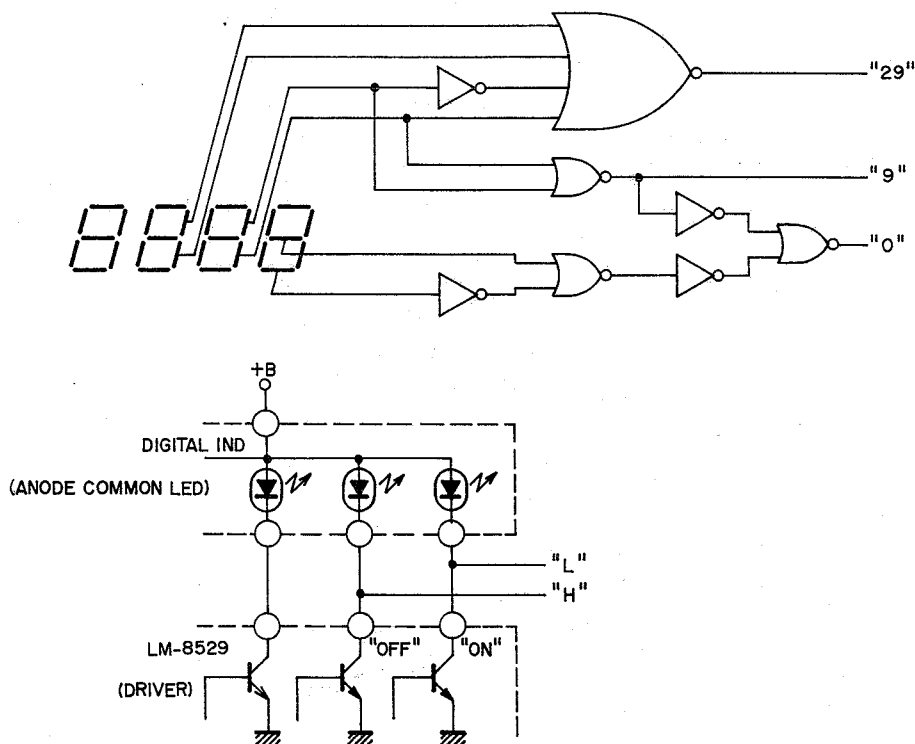 "29"
"9"
"0"
+B
DIGITAL IND
(ANODE COMMON LED)
"L"
"H"
LM-8529
"OFF"
"ON"
(DRIVER)